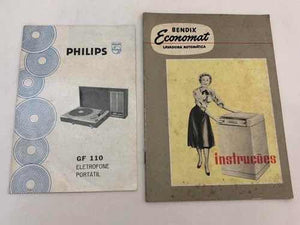 PHILIPS
GF 110
ELETROFONE
PORTÁTIL
BENDIX
Economat
LAVADORA AUTOMÁTICA
instruções